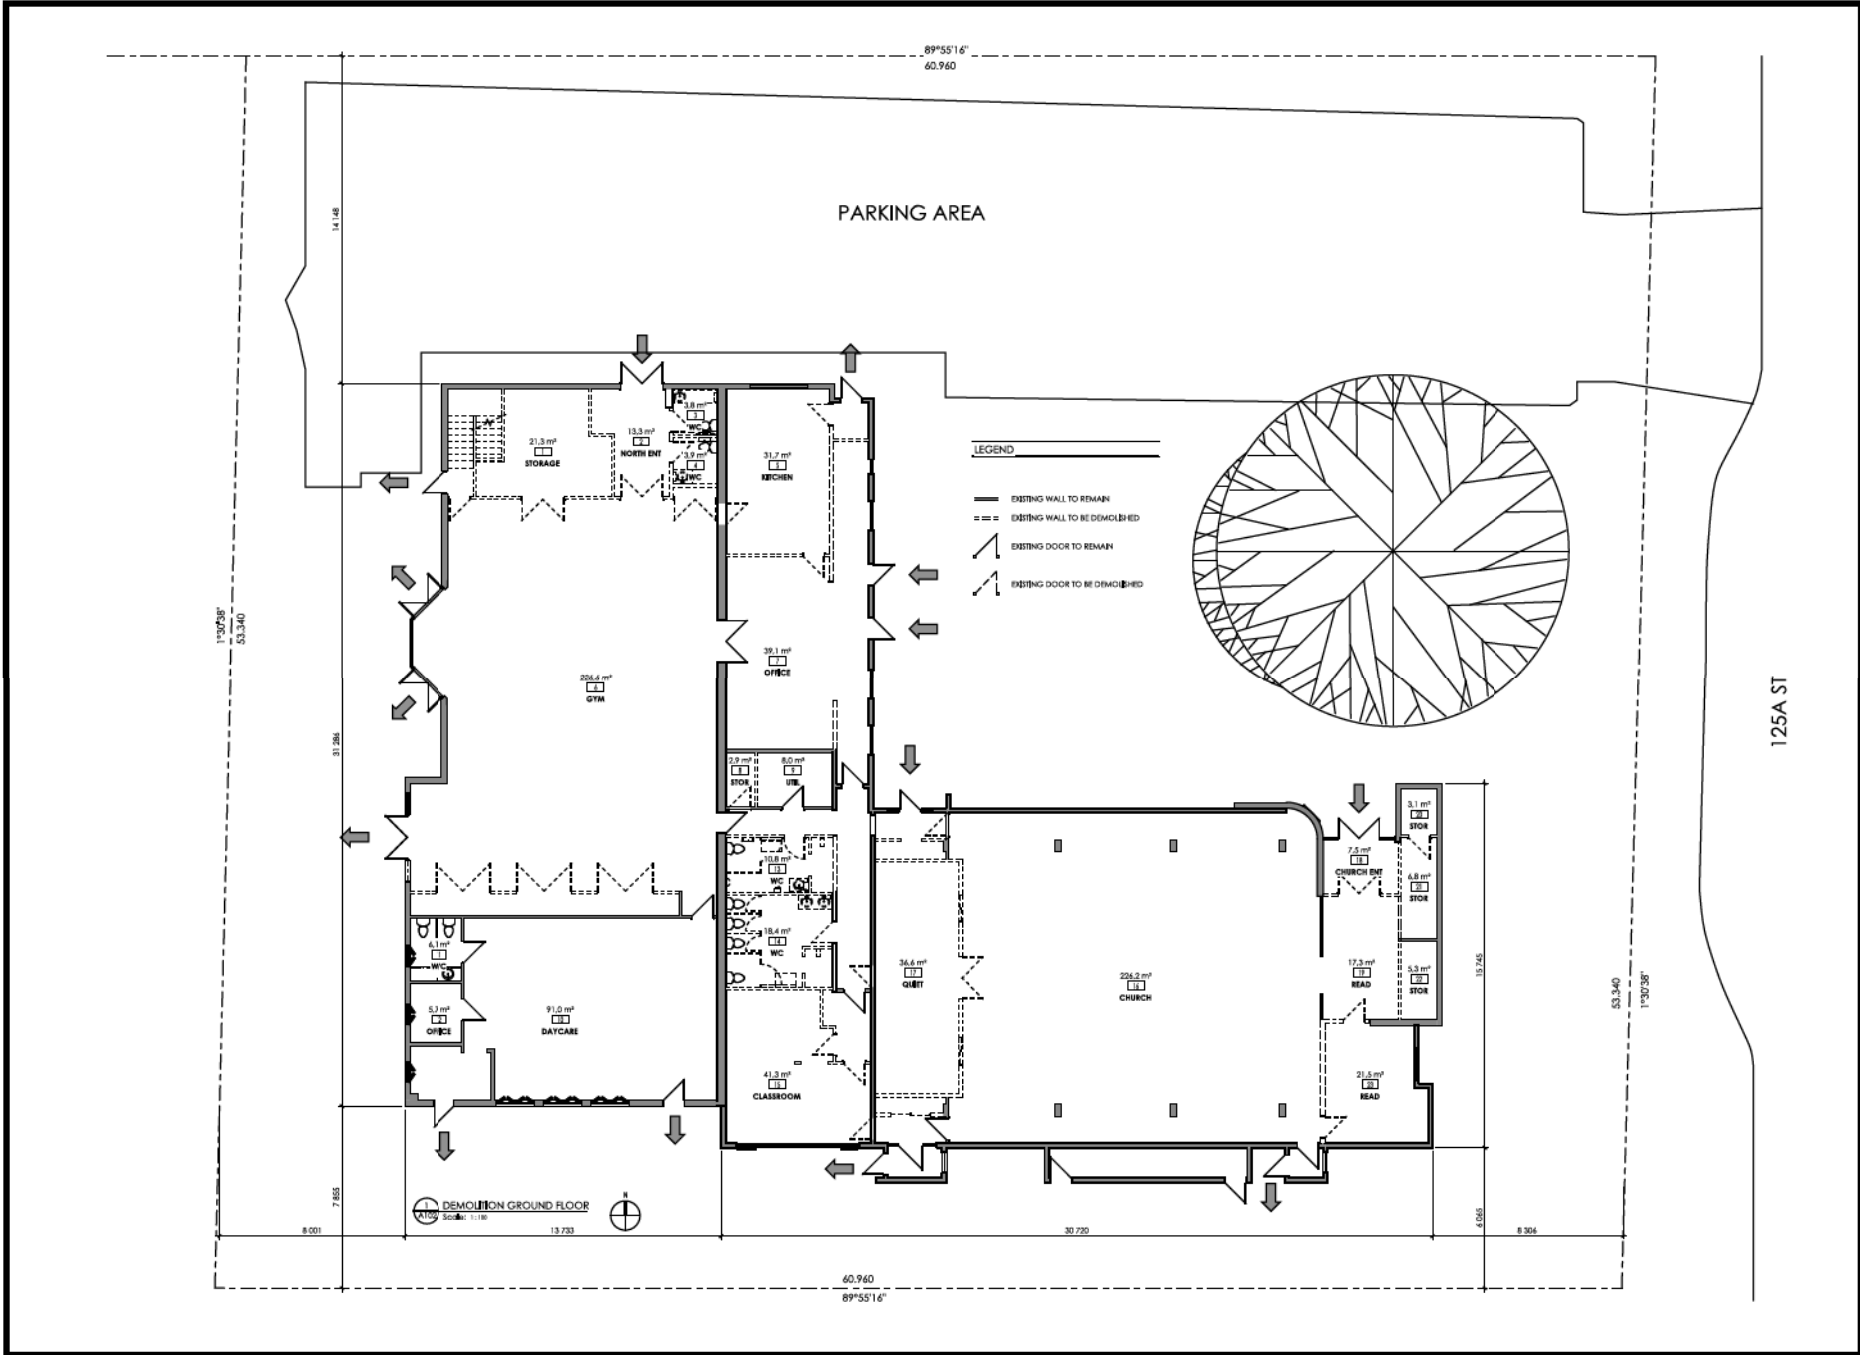 89°55'16"
60.960
PARKING AREA
14 148
3,8 m²
3
WC
13,3 m²
2
NORTH ENT
21,3 m²
1
STORAGE
3,9 m²
4
WC
31,7 m²
5
KITCHEN
LEGEND
EXISTING WALL TO REMAIN
EXISTING WALL TO BE DEMOLISHED
EXISTING DOOR TO REMAIN
EXISTING DOOR TO BE DEMOLISHED
1°30'38"
53.340
39,1 m²
7
OFFICE
226,4 m²
6
GYM
125A ST
31 286
2,9 m²
8
STOR
8,0 m²
9
UTIL
3,1 m²
STOR
7,5 m²
18
CHURCH ENT
10,8 m²
13
WC
6,8 m²
21
STOR
18,4 m²
14
WC
6,1 m²
1
WC
36,6 m²
17
QUIET
226,2 m²
16
CHURCH
17,3 m²
19
READ
5,3 m²
22
STOR
15 745
53.340
1°30'38"
5,7 m²
2
OFFICE
91,0 m²
10
DAYCARE
41,3 m²
15
CLASSROOM
21,5 m²
20
READ
7 855
1
A102
DEMOLITION GROUND FLOOR
Scale: 1:100
N
6 065
8 001
13 733
30 720
8 306
60.960
89°55'16"